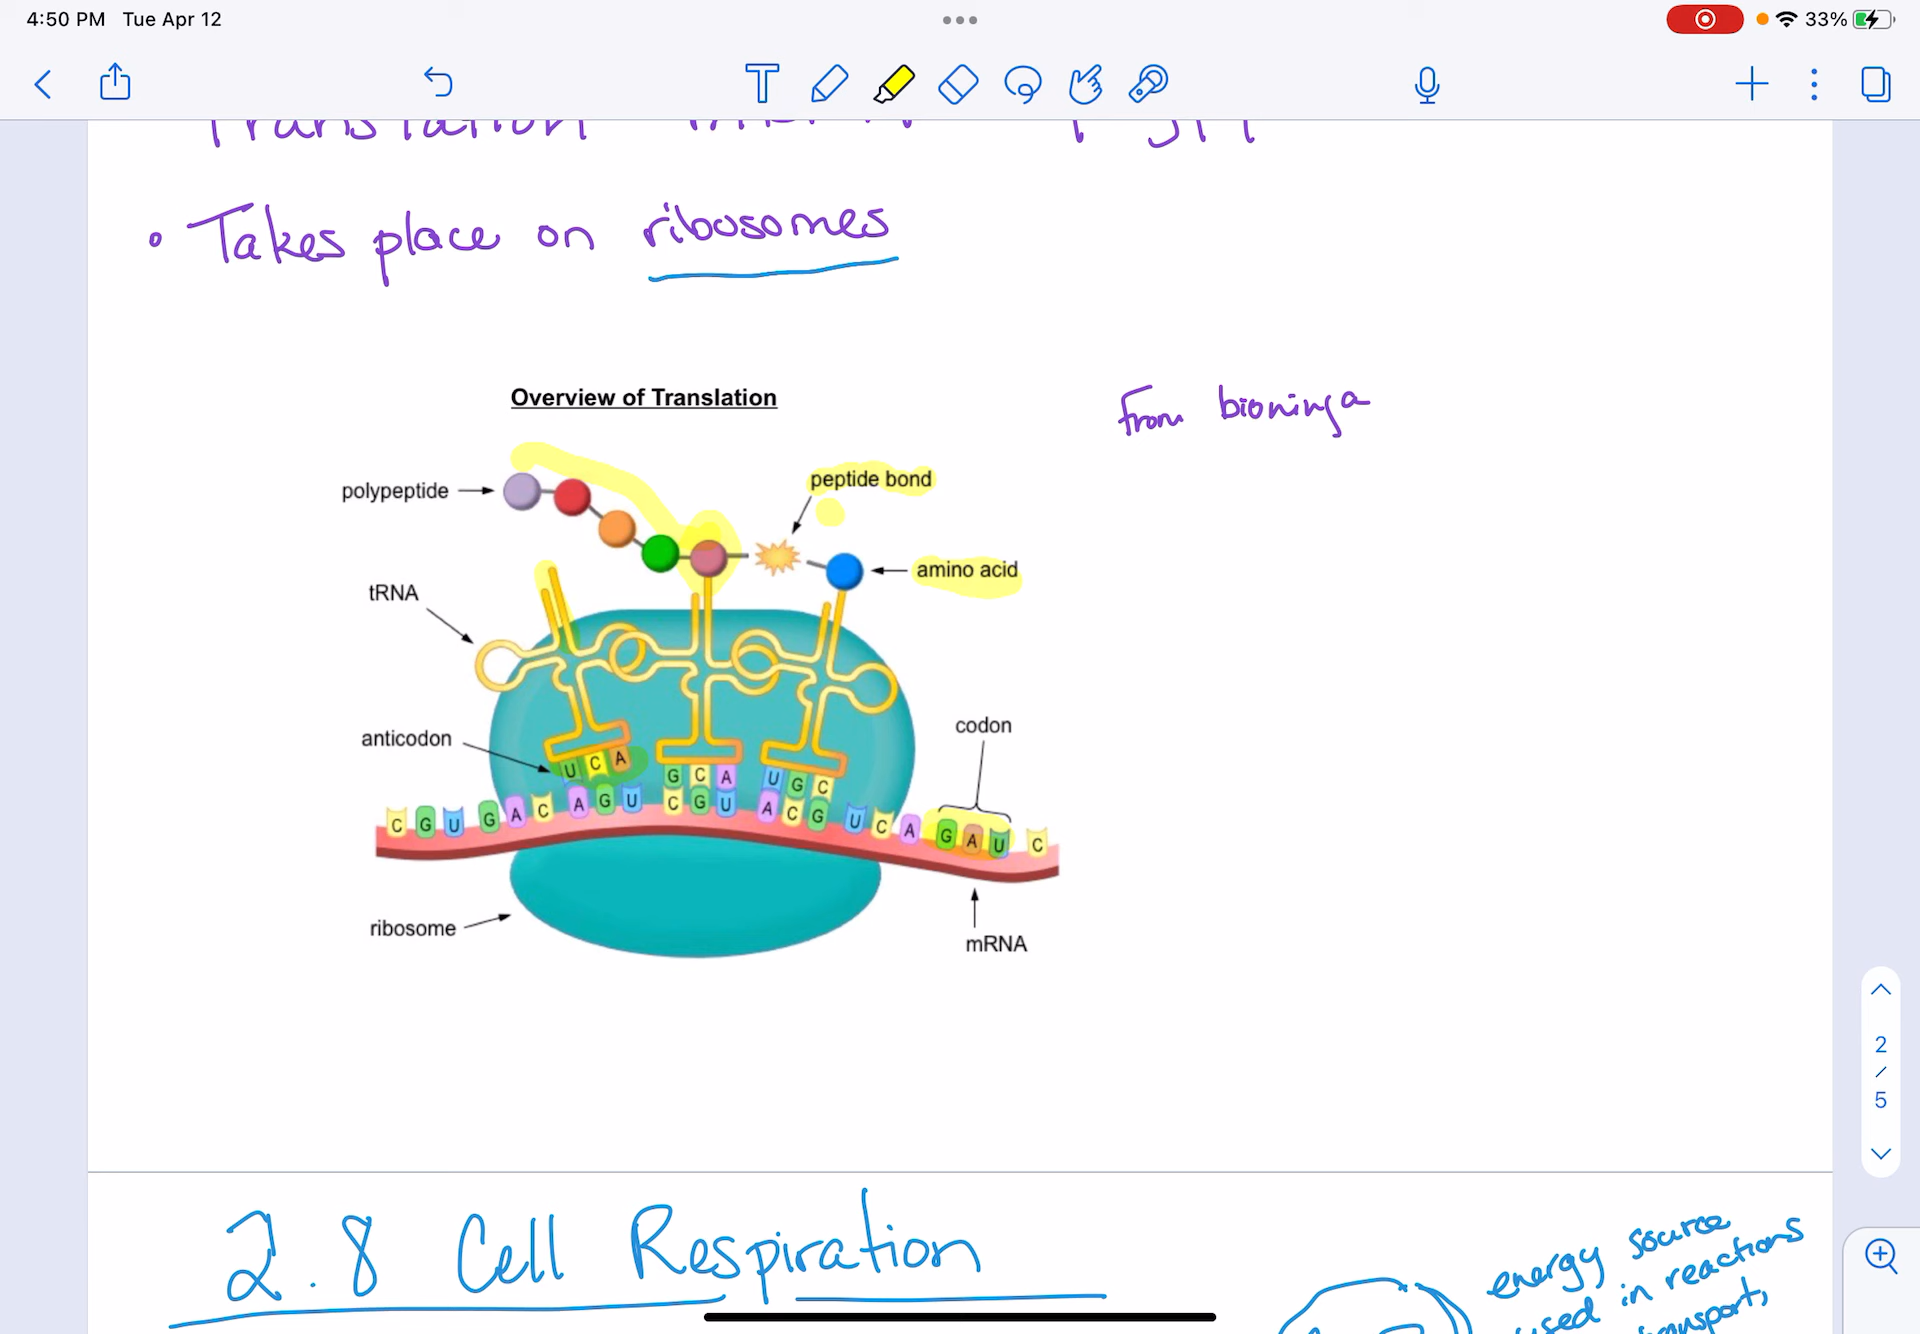 4:50 PM Tue Apr 12
33%
T
Translation
• Takes place on ribosomes
Overview of Translation
from bioninja
polypeptide
peptide bond
amino acid
tRNA
anticodon
codon
U C A G C A U G C
C G U G A C A G U C G U A C G U C A G A U C
ribosome
mRNA
2
/
5
2.8 Cell Respiration
energy source
used in reactions